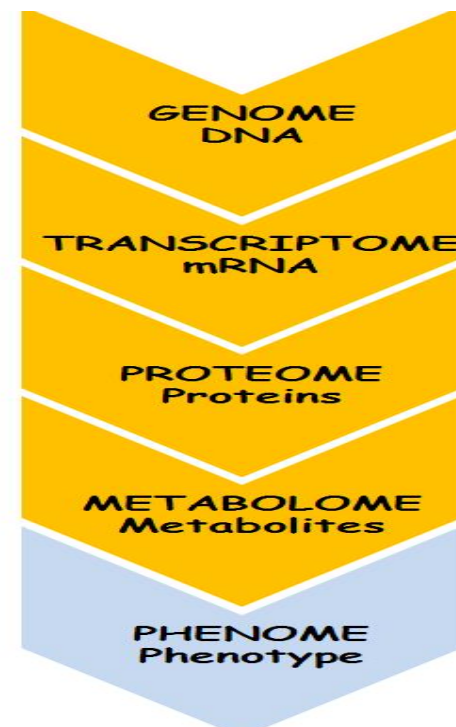 GENOME
DNA
TRANSCRIPTOME
mRNA
PROTEOME
Proteins
METABOLOME
Metabolites
PHENOME
Phenotype